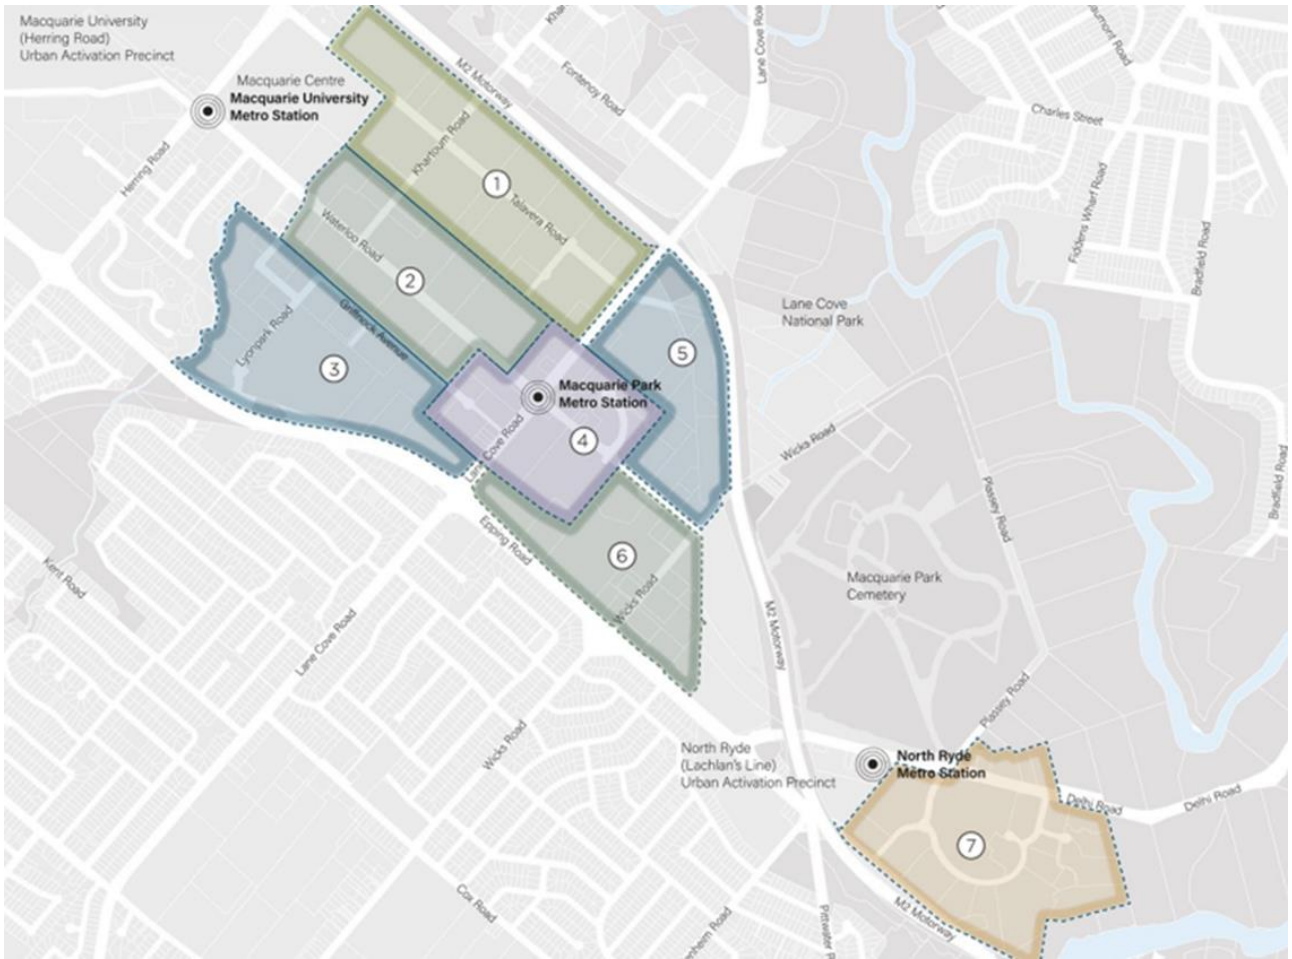 Macquarie University
(Herring Road)
Urban Activation Precinct
Macquarie Centre
Macquarie University
Metro Station
Herring Road
M2 Motorway
Fontenoy Road
Lane Cove Road
Charles Street
Fiddens Wharf Road
Bradfield Road
Khartoum Road
1
Talavera Road
Waterloo Road
2
Griffnock Avenue
Lyonpark Road
3
Lane Cove
National Park
5
Macquarie Park
Metro Station
Cove Road
4
Wicks Road
Plassey Road
Bradfield Road
Epping Road
6
Wicks Road
Macquarie Park
Cemetery
Kent Road
Lane Cove Road
M2 Motorway
Plassey Road
Wicks Road
North Ryde
(Lachlan's Line)
Urban Activation Precinct
North Ryde
Metro Station
Delhi Road
Delhi Road
7
Cox Road
M2 Motorway
Pittwater R